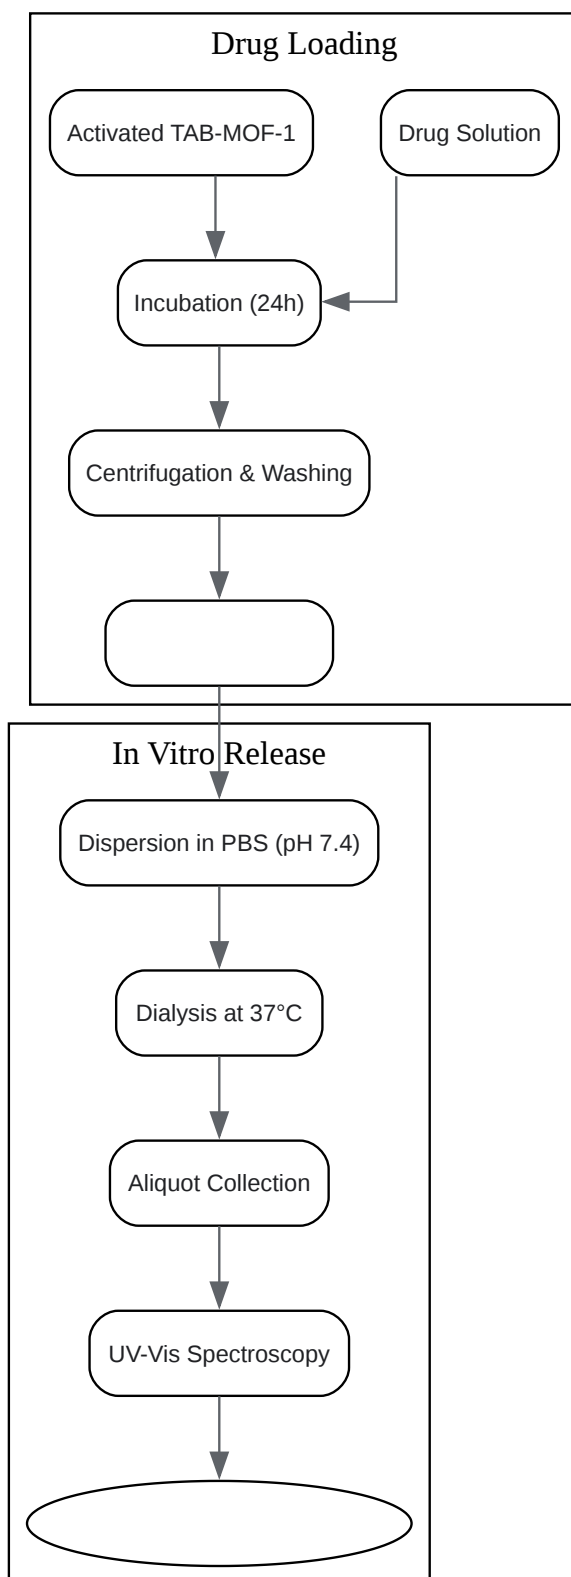 Drug Loading
Activated TAB-MOF-1
Drug Solution
Incubation (24h)
Centrifugation & Washing
In Vitro Release
Dispersion in PBS (pH 7.4)
Dialysis at 37°C
Aliquot Collection
UV-Vis Spectroscopy